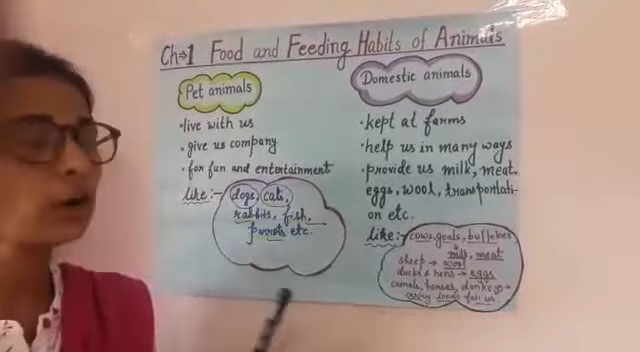 Ch→1 Food and Feeding Habits of Animals
Pet animals
• live with us
• give us company
• for fun and entertainment
like:- dogs, cats,
rabbits, fish,
parrots etc.
Domestic animals
• kept at farms
• help us in many ways
• provide us milk, meat,
eggs, wool, transportati-
on etc.
like:- cows, goats, buffaloes
milk, meat
sheep → wool
ducks & hens → eggs
camels, horses, donkeys →
carry loads for us